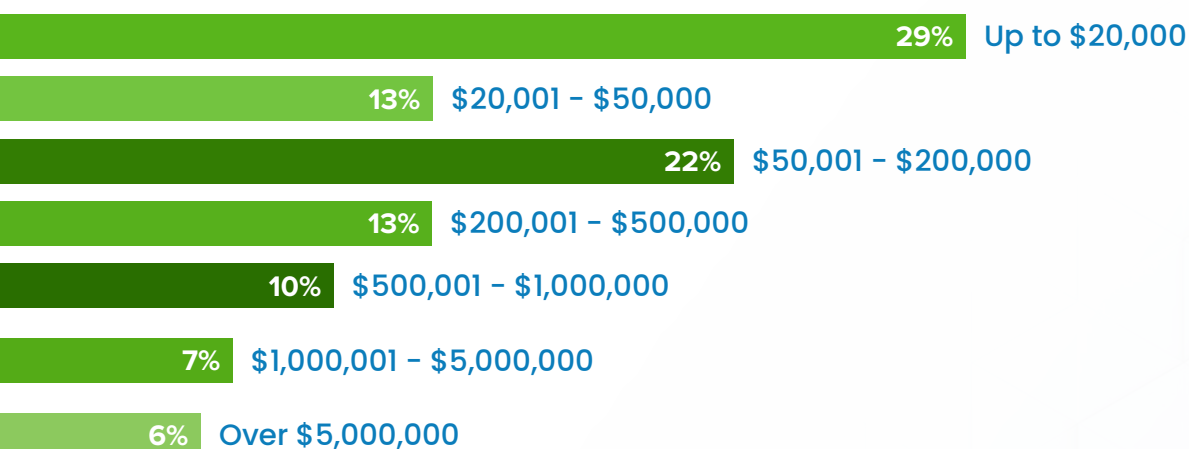 29% Up to $20,000
13% $20,001 - $50,000
22% $50,001 - $200,000
13% $200,001 - $500,000
10% $500,001 - $1,000,000
7% $1,000,001 - $5,000,000
6% Over $5,000,000